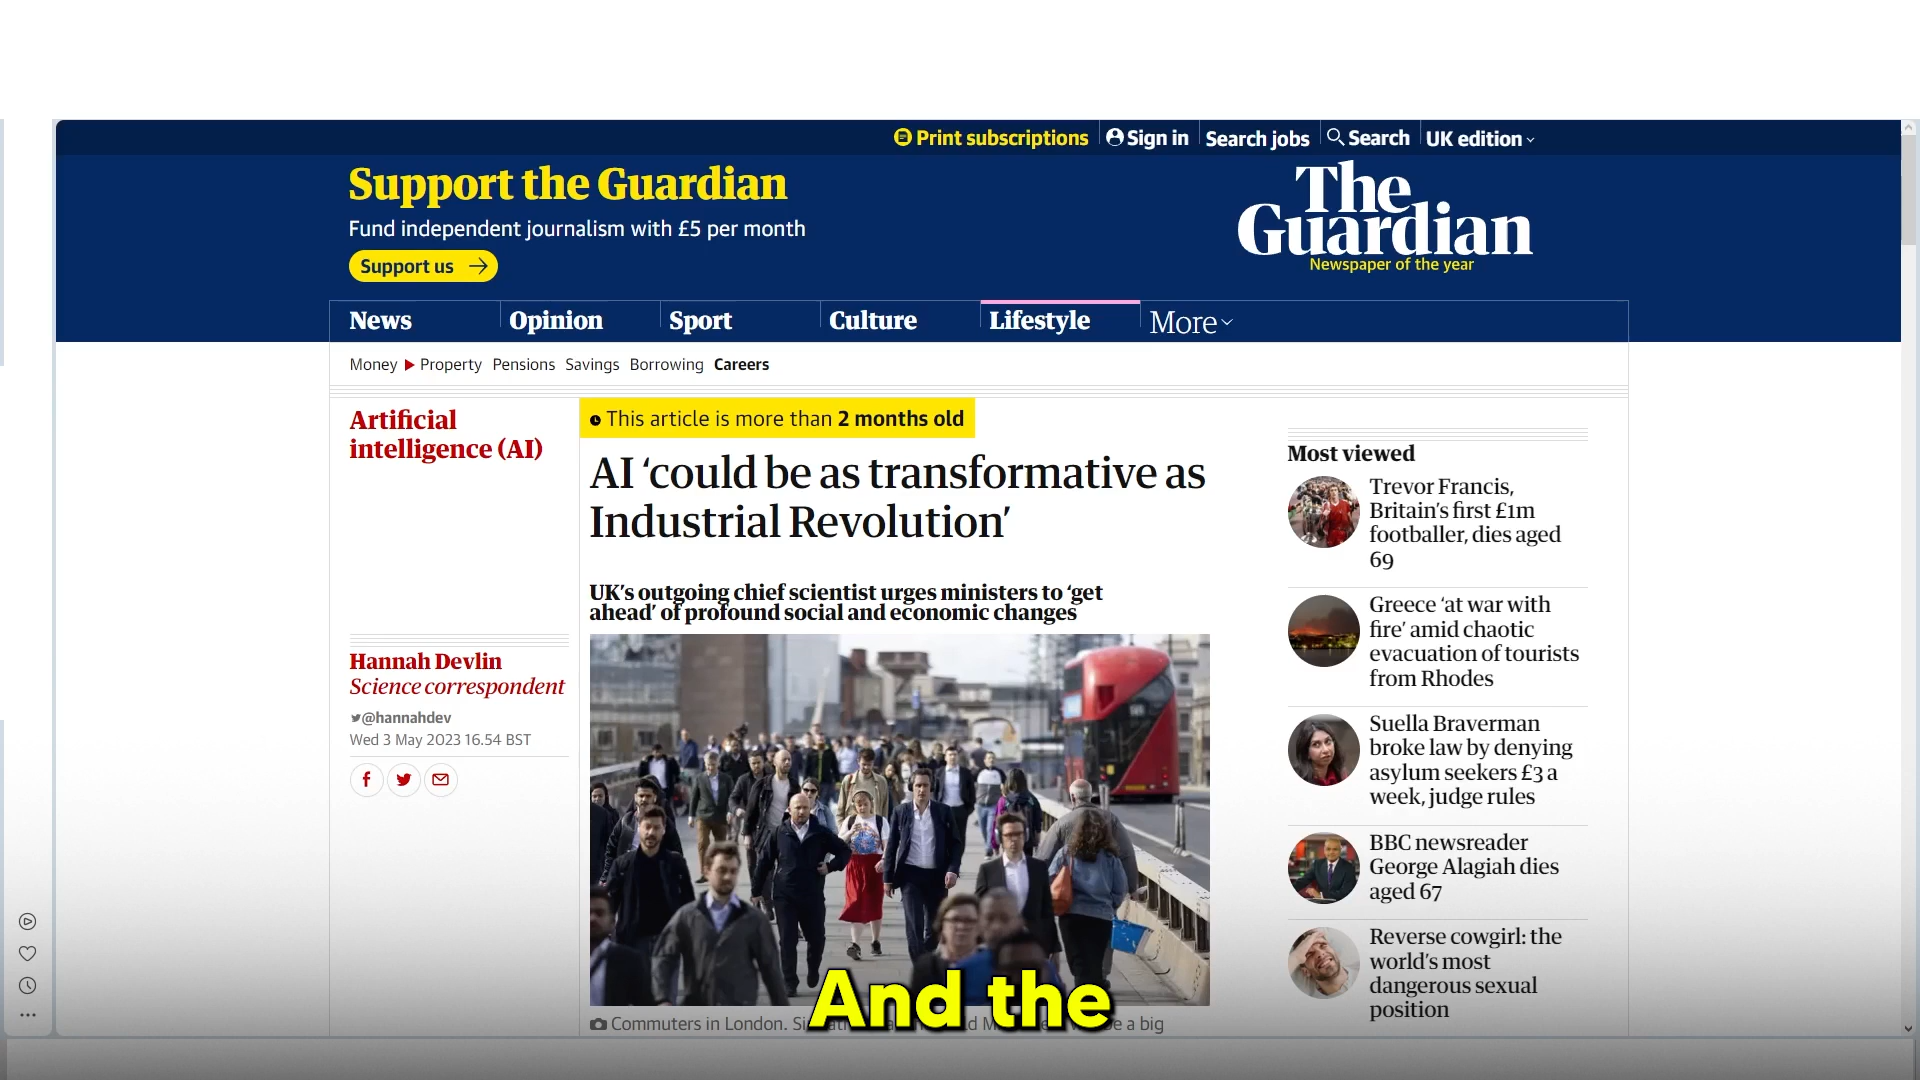 Print subscriptions
Sign in
Search jobs
Search
UK edition
Support the Guardian
Fund independent journalism with £5 per month
Support us
The
Guardian
Newspaper of the year
News
Opinion
Sport
Culture
Lifestyle
More
Money
Property
Pensions
Savings
Borrowing
Careers
Artificial
intelligence (AI)
This article is more than 2 months old
AI ‘could be as transformative as
Industrial Revolution’
UK’s outgoing chief scientist urges ministers to ‘get
ahead’ of profound social and economic changes
Hannah Devlin
Science correspondent
@hannahdev
Wed 3 May 2023 16.54 BST
Commuters in London. be a big
And the
Most viewed
Trevor Francis,
Britain’s first £1m
footballer, dies aged
69
Greece ‘at war with
fire’ amid chaotic
evacuation of tourists
from Rhodes
Suella Braverman
broke law by denying
asylum seekers £3 a
week, judge rules
BBC newsreader
George Alagiah dies
aged 67
Reverse cowgirl: the
world’s most
dangerous sexual
position